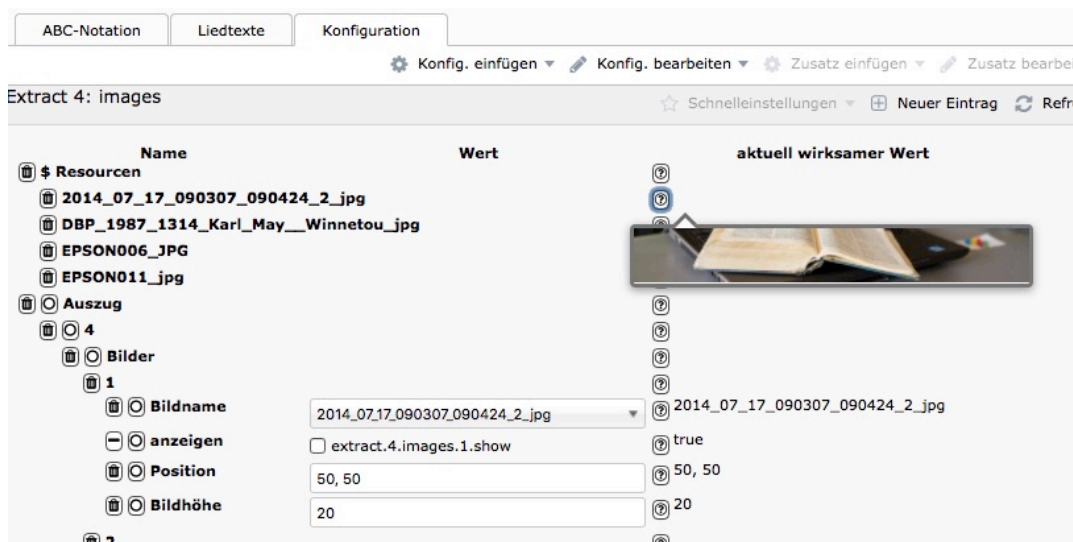 ABC-Notation Liedtexte Konfiguration
Konfig. einfügen Konfig. bearbeiten Zusatz einfügen Zusatz bearbei
Extract 4: images Schnelleinstellungen Neuer Eintrag Refr
Name Wert aktuell wirksamer Wert
$ Resourcen
2014_07_17_090307_090424_2_jpg
DBP_1987_1314_Karl_May__Winnetou_jpg
EPSON006_JPG
EPSON011_jpg
Auszug
4
Bilder
1
Bildname 2014_07_17_090307_090424_2_jpg 2014_07_17_090307_090424_2_jpg
anzeigen extract.4.images.1.show true
Position 50, 50 50, 50
Bildhöhe 20 20
2